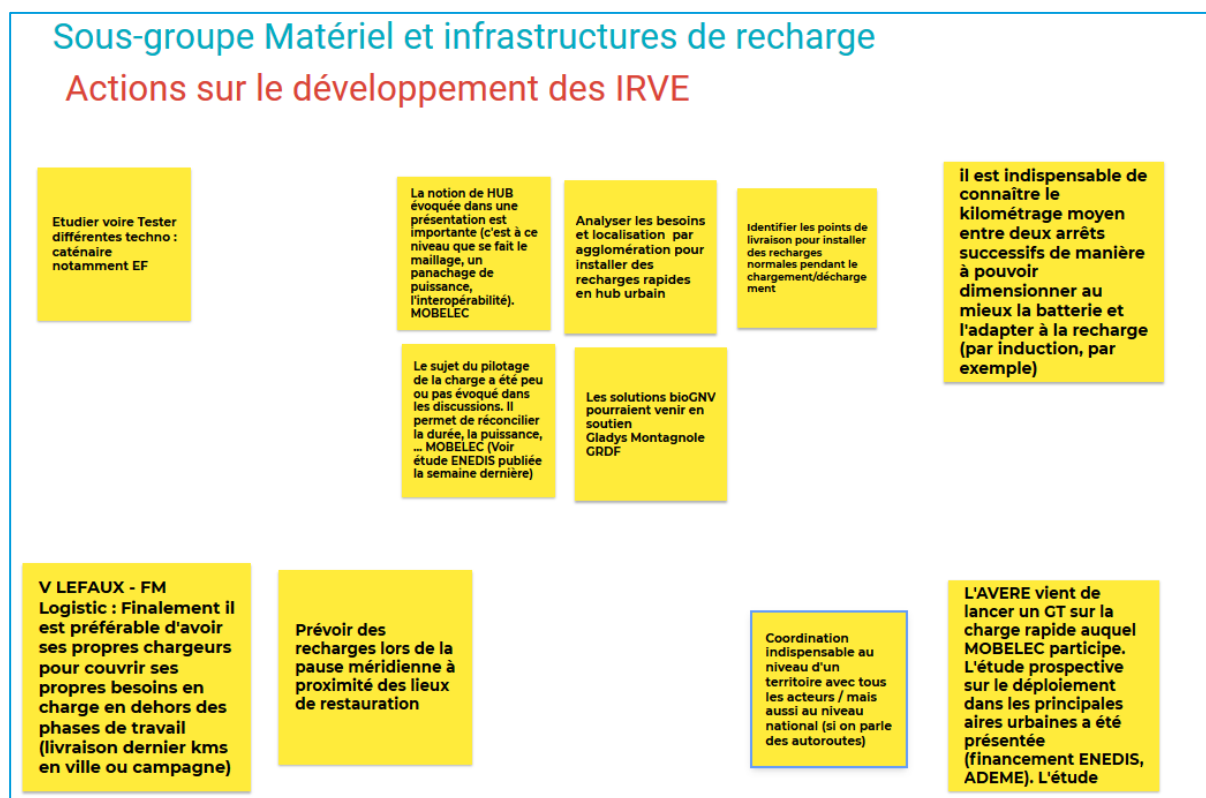 Sous-groupe Matériel et infrastructures de recharge
Actions sur le développement des IRVE
Etudier voire Tester
différentes techno :
caténaire
notamment EF
La notion de HUB
évoquée dans une
présentation est
importante (c'est à ce
niveau que se fait le
maillage, un
panachage de
puissance,
l'interopérabilité).
MOBELEC
Analyser les besoins
et localisation par
agglomération pour
installer des
recharges rapides
en hub urbain
Identifier les points de
livraison pour installer
des recharges
normales pendant le
chargement/décharge
ment
il est indispensable de
connaître le
kilométrage moyen
entre deux arrêts
successifs de manière
à pouvoir
dimensionner au
mieux la batterie et
l'adapter à la recharge
(par induction, par
exemple)
Le sujet du pilotage
de la charge a été peu
ou pas évoqué dans
les discussions. Il
permet de réconcilier
la durée, la puissance,
... MOBELEC (Voir
étude ENEDIS publiée
la semaine dernière)
Les solutions bioGNV
pourraient venir en
soutien
Gladys Montagnole
GRDF
V LEFAUX - FM
Logistic : Finalement il
est préférable d'avoir
ses propres chargeurs
pour couvrir ses
propres besoins en
charge en dehors des
phases de travail
(livraison dernier kms
en ville ou campagne)
Prévoir des
recharges lors de la
pause méridienne à
proximité des lieux
de restauration
Coordination
indispensable au
niveau d'un
territoire avec tous
les acteurs / mais
aussi au niveau
national (si on parle
des autoroutes)
L'AVERE vient de
lancer un GT sur la
charge rapide auquel
MOBELEC participe.
L'étude prospective
sur le déploiement
dans les principales
aires urbaines a été
présentée
(financement ENEDIS,
ADEME). L'étude